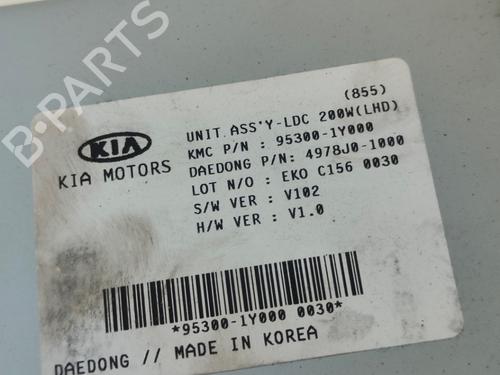 B-PARTS
(855)
KIA
KIA MOTORS
UNIT ASS'Y-LDC 200W(LHD)
KMC P/N : 95300-1Y000
DAEDONG P/N: 4978J0-1000
LOT N/O : EKO C156 0030
S/W VER : V102
H/W VER : V1.0
*95300-1Y000 0030*
DAEDONG // MADE IN KOREA